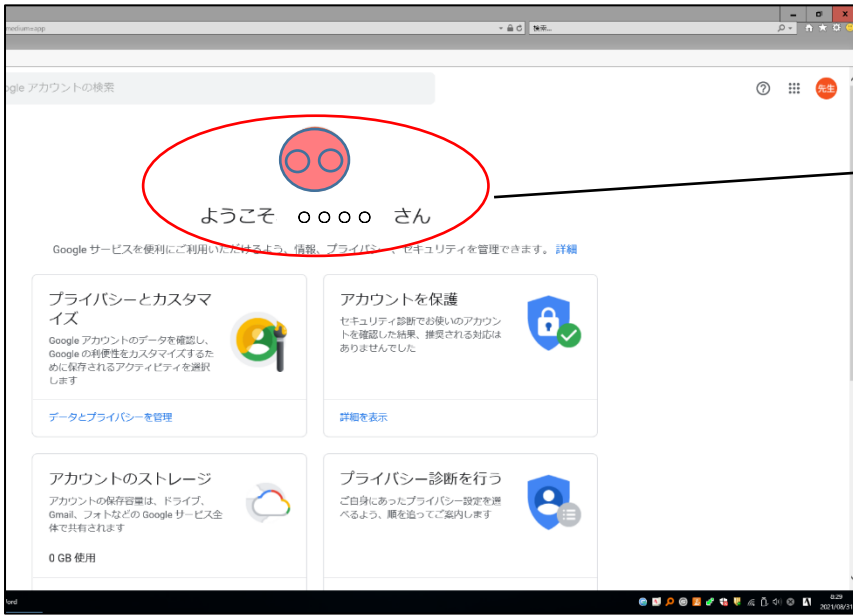 mediumxapp
検索...
ogle アカウントの検索
先生
ようこそ ○○○○ さん
Google サービスを便利にご利用いただけるよう、情報、プライバシー、セキュリティを管理できます。 詳細
プライバシーとカスタマ
イズ
Google アカウントのデータを確認し、
Google の利便性をカスタマイズするた
めに保存されるアクティビティを選択
します
データとプライバシーを管理
アカウントを保護
セキュリティ診断でお使いのアカウン
トを確認した結果、推奨される対応は
ありませんでした
詳細を表示
アカウントのストレージ
アカウントの保存容量は、ドライブ、
Gmail、フォトなどの Google サービス全
体で共有されます
0 GB 使用
プライバシー診断を行う
ご自身にあったプライバシー設定を選
べるよう、順を追ってご案内します
Word
8:29
2021/08/31